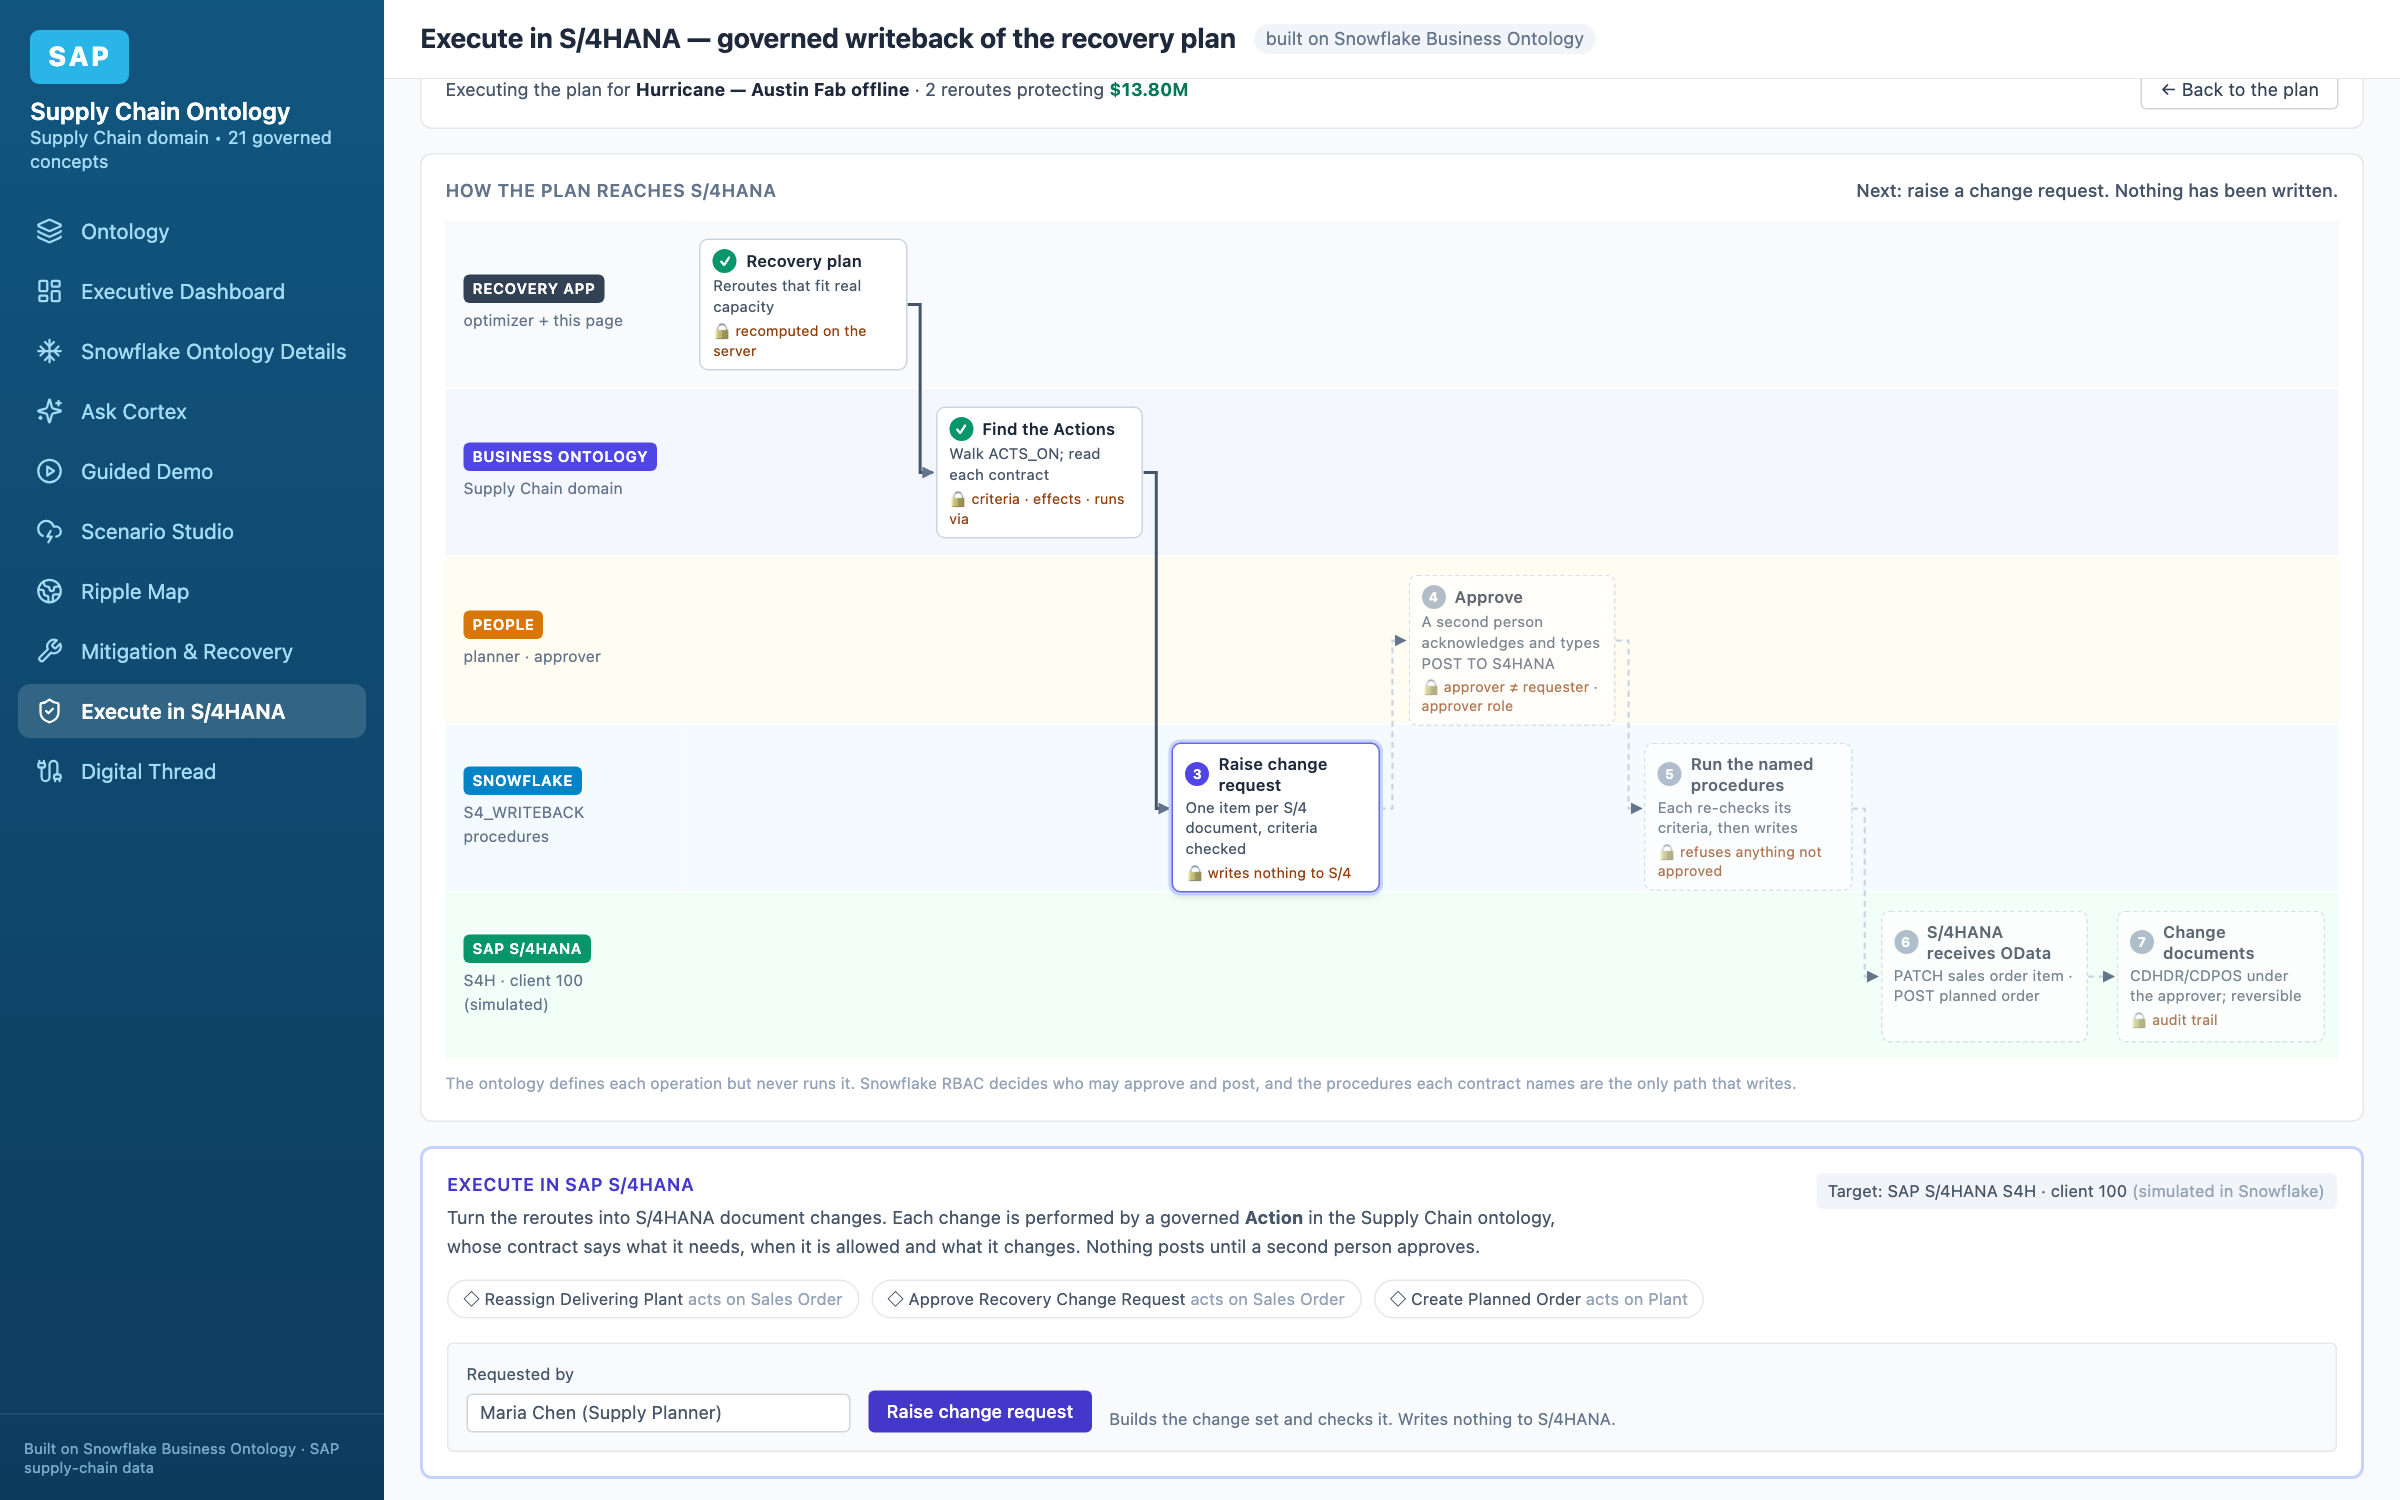 SAP
Supply Chain Ontology
Supply Chain domain • 21 governed
concepts
Ontology
Executive Dashboard
Snowflake Ontology Details
Ask Cortex
Guided Demo
Scenario Studio
Ripple Map
Mitigation & Recovery
Execute in S/4HANA
Digital Thread
Built on Snowflake Business Ontology · SAP
supply-chain data
Execute in S/4HANA — governed writeback of the recovery plan
built on Snowflake Business Ontology
Executing the plan for Hurricane — Austin Fab offline · 2 reroutes protecting $13.80M
← Back to the plan
HOW THE PLAN REACHES S/4HANA
Next: raise a change request. Nothing has been written.
RECOVERY APP
optimizer + this page
Recovery plan
Reroutes that fit real
capacity
🔒 recomputed on the
server
BUSINESS ONTOLOGY
Supply Chain domain
Find the Actions
Walk ACTS_ON; read
each contract
🔒 criteria · effects · runs
via
PEOPLE
planner · approver
4 Approve
A second person
acknowledges and types
POST TO S4HANA
🔒 approver ≠ requester ·
approver role
SNOWFLAKE
S4_WRITEBACK
procedures
3 Raise change
request
One item per S/4
document, criteria
checked
🔒 writes nothing to S/4
5 Run the named
procedures
Each re-checks its
criteria, then writes
🔒 refuses anything not
approved
SAP S/4HANA
S4H · client 100
(simulated)
6 S/4HANA
receives OData
PATCH sales order item ·
POST planned order
7 Change
documents
CDHDR/CDPOS under
the approver; reversible
🔒 audit trail
The ontology defines each operation but never runs it. Snowflake RBAC decides who may approve and post, and the procedures each contract names are the only path that writes.
EXECUTE IN SAP S/4HANA
Target: SAP S/4HANA S4H · client 100 (simulated in Snowflake)
Turn the reroutes into S/4HANA document changes. Each change is performed by a governed Action in the Supply Chain ontology,
whose contract says what it needs, when it is allowed and what it changes. Nothing posts until a second person approves.
◇ Reassign Delivering Plant acts on Sales Order
◇ Approve Recovery Change Request acts on Sales Order
◇ Create Planned Order acts on Plant
Requested by
Maria Chen (Supply Planner)
Raise change request
Builds the change set and checks it. Writes nothing to S/4HANA.